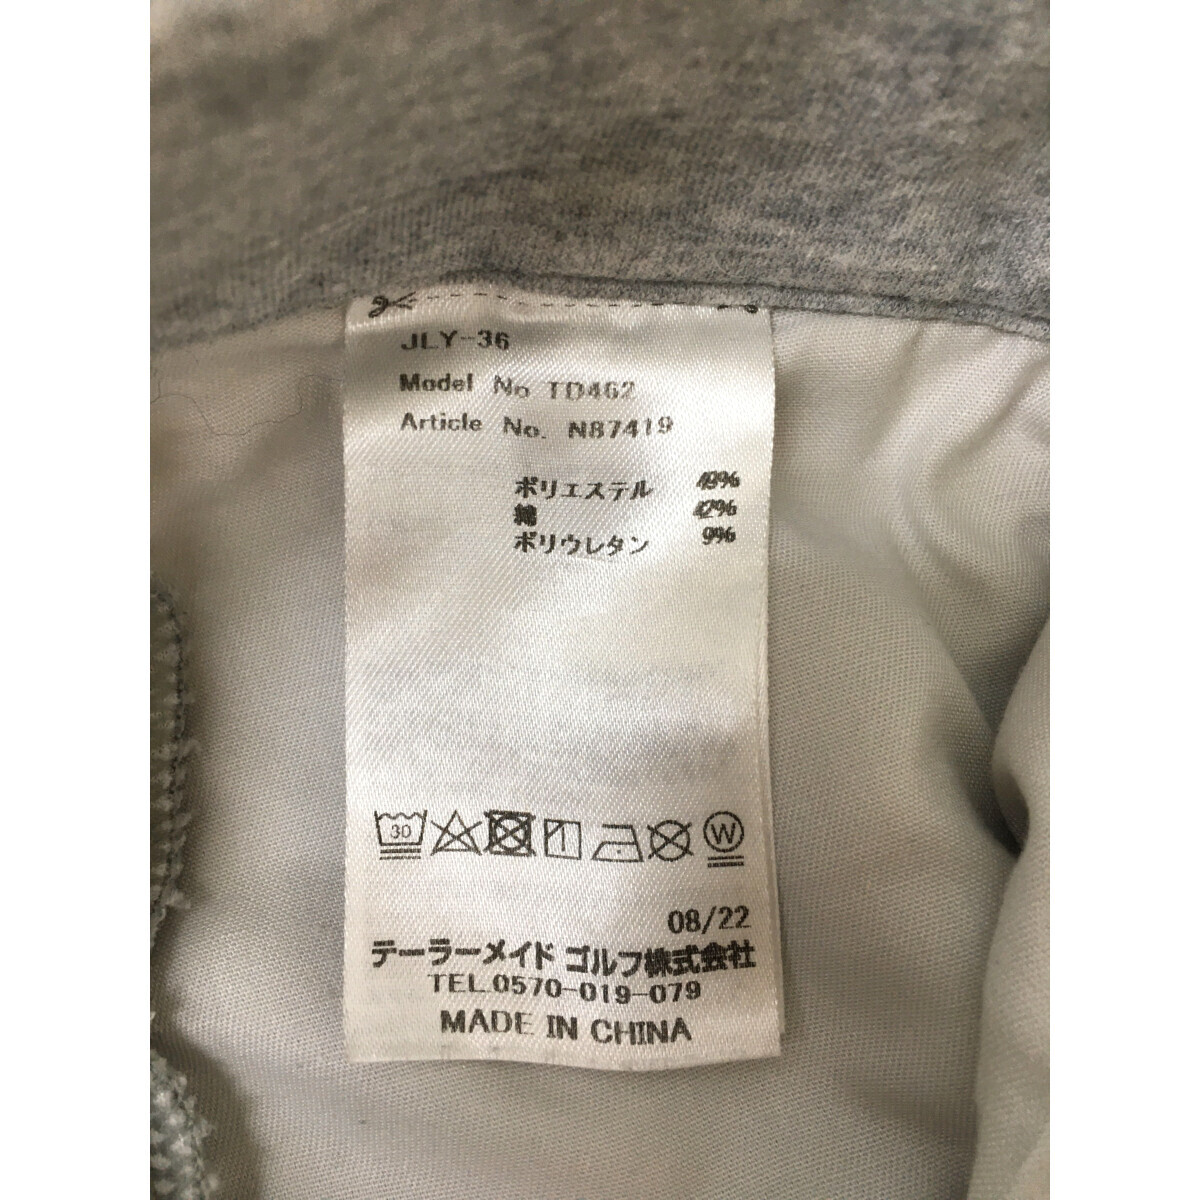 JLY-36
Model No TD462
Article No. N87419
ポリエステル 49%
綿 42%
ポリウレタン 9%
30
W
08/22
テーラーメイド ゴルフ株式会社
TEL.0570-019-079
MADE IN CHINA